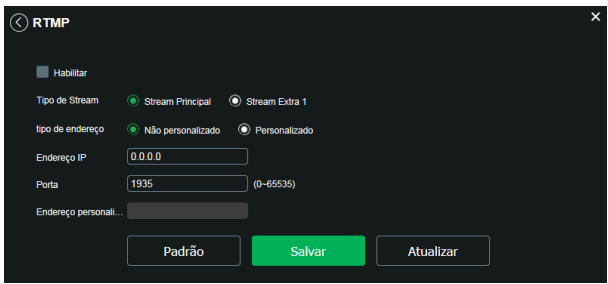 RTMP
Habilitar
Tipo de Stream Stream Principal Stream Extra 1
tipo de endereço Não personalizado Personalizado
Endereço IP 0.0.0.0
Porta 1935 (0~65535)
Endereço personali...
Padrão Salvar Atualizar